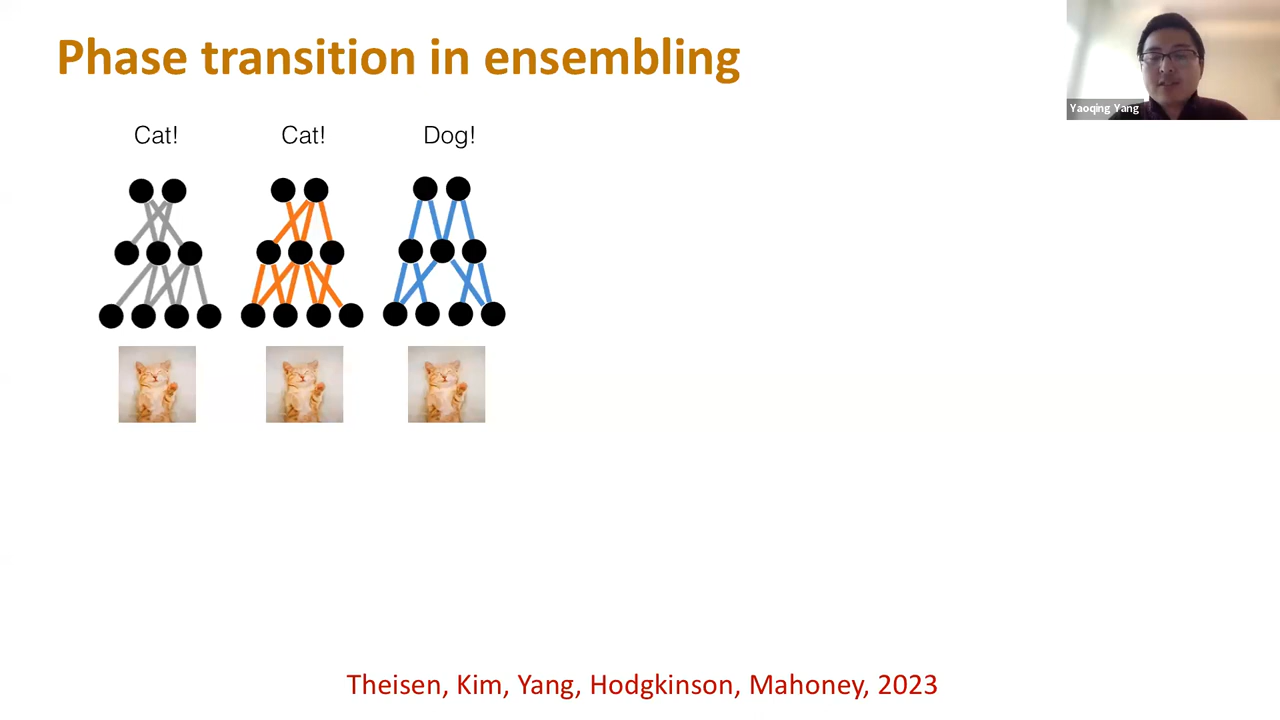 Phase transition in ensembling
Yaoqing Yang
Cat!
Cat!
Dog!
Theisen, Kim, Yang, Hodgkinson, Mahoney, 2023